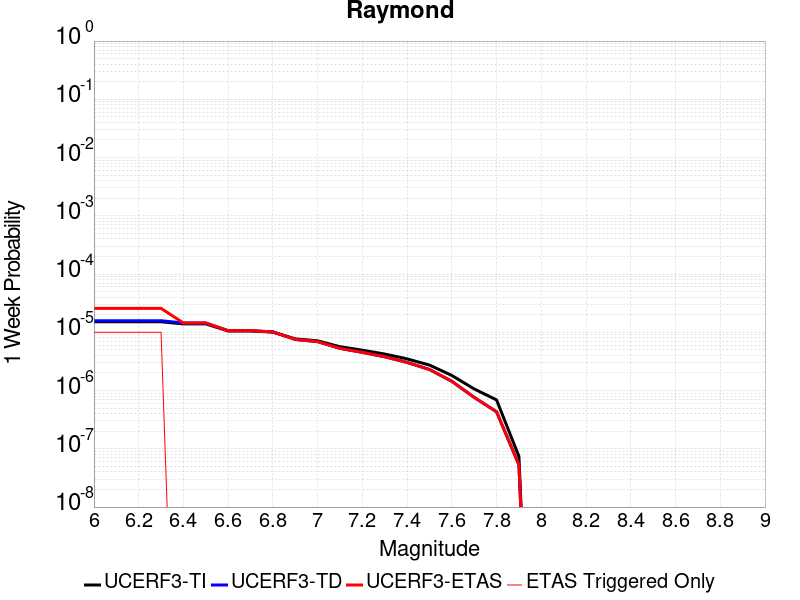 Raymond
10^0
10^-1
10^-2
10^-3
10^-4
10^-5
10^-6
10^-7
10^-8
1 Week Probability
6 6.2 6.4 6.6 6.8 7 7.2 7.4 7.6 7.8 8 8.2 8.4 8.6 8.8 9
Magnitude
UCERF3-TI UCERF3-TD UCERF3-ETAS ETAS Triggered Only